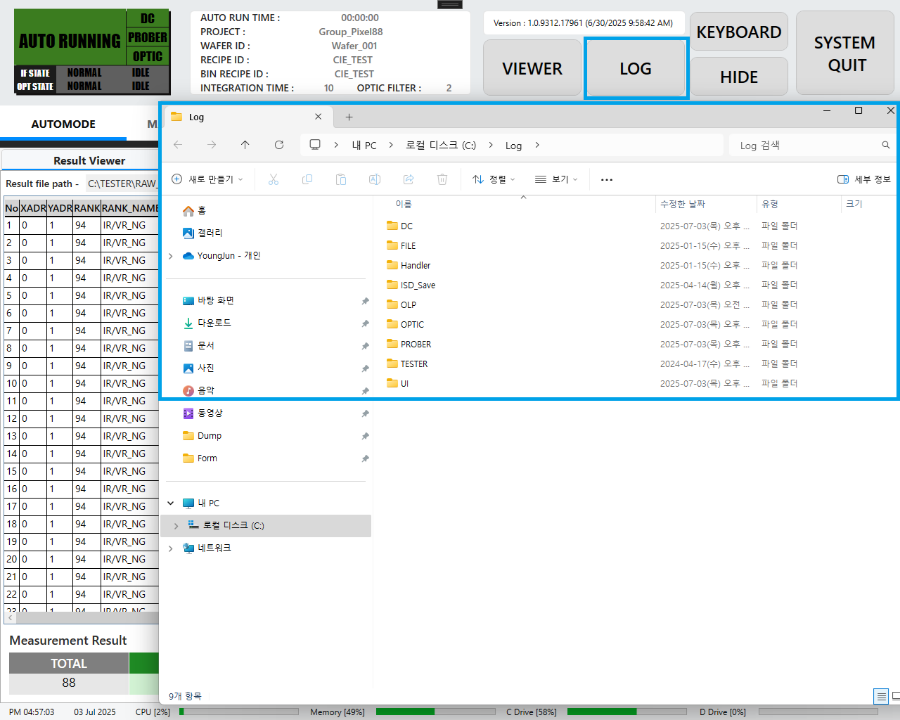 AUTO RUNNING
DC
PROBER
OPTIC
IF STATE NORMAL IDLE
OPT STATE NORMAL IDLE
AUTO RUN TIME : 00:00:00
PROJECT : Group_Pixel88
WAFER ID : Wafer_001
RECIPE ID : CIE_TEST
BIN RECIPE ID : CIE_TEST
INTEGRATION TIME : 10 OPTIC FILTER : 2
Version : 1.0.9312.17961 (6/30/2025 9:58:42 AM)
VIEWER
LOG
KEYBOARD
HIDE
SYSTEM
QUIT
AUTOMODE
M
Result Viewer
Result file path - C:\TESTER\RAW_
No XADR YADR RANK RANK_NAME
1 0 1 94 IR/VR_NG
2 0 1 94 IR/VR_NG
3 0 1 94 IR/VR_NG
4 0 1 94 IR/VR_NG
5 0 1 94 IR/VR_NG
6 0 1 94 IR/VR_NG
7 0 1 94 IR/VR_NG
8 0 1 94 IR/VR_NG
9 0 1 94 IR/VR_NG
10 0 1 94 IR/VR_NG
11 0 1 94 IR/VR_NG
12 0 1 94 IR/VR_NG
13 0 1 94 IR/VR_NG
14 0 1 94 IR/VR_NG
15 0 1 94 IR/VR_NG
16 0 1 94 IR/VR_NG
17 0 1 94 IR/VR_NG
18 0 1 94 IR/VR_NG
19 0 1 94 IR/VR_NG
20 0 1 94 IR/VR_NG
21 0 1 94 IR/VR_NG
22 0 1 94 IR/VR_NG
23 0 1 94 IR/VR_NG
Measurement Result
TOTAL
88
Log
내 PC > 로컬 디스크 (C:) > Log >
Log 검색
새로 만들기
정렬
보기
세부 정보
홈
갤러리
YoungJun - 개인
바탕 화면
다운로드
문서
사진
음악
동영상
Dump
Form
내 PC
로컬 디스크 (C:)
네트워크
이름 수정한 날짜 유형 크기
DC 2025-07-03(목) 오후 ... 파일 폴더
FILE 2025-01-15(수) 오후 ... 파일 폴더
Handler 2025-01-15(수) 오후 ... 파일 폴더
ISD_Save 2025-04-14(월) 오후 ... 파일 폴더
OLP 2025-07-03(목) 오전 ... 파일 폴더
OPTIC 2025-07-03(목) 오후 ... 파일 폴더
PROBER 2025-07-03(목) 오후 ... 파일 폴더
TESTER 2024-04-17(수) 오후 ... 파일 폴더
UI 2025-07-03(목) 오후 ... 파일 폴더
9개 항목
PM 04:57:03 03 Jul 2025 CPU [2%] Memory [49%] C Drive [58%] D Drive [0%]